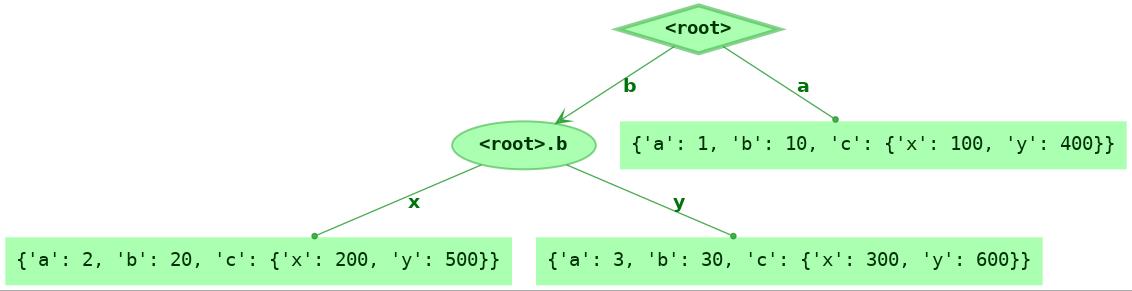 <root>
b
a
<root>.b
{'a': 1, 'b': 10, 'c': {'x': 100, 'y': 400}}
x
y
{'a': 2, 'b': 20, 'c': {'x': 200, 'y': 500}}
{'a': 3, 'b': 30, 'c': {'x': 300, 'y': 600}}